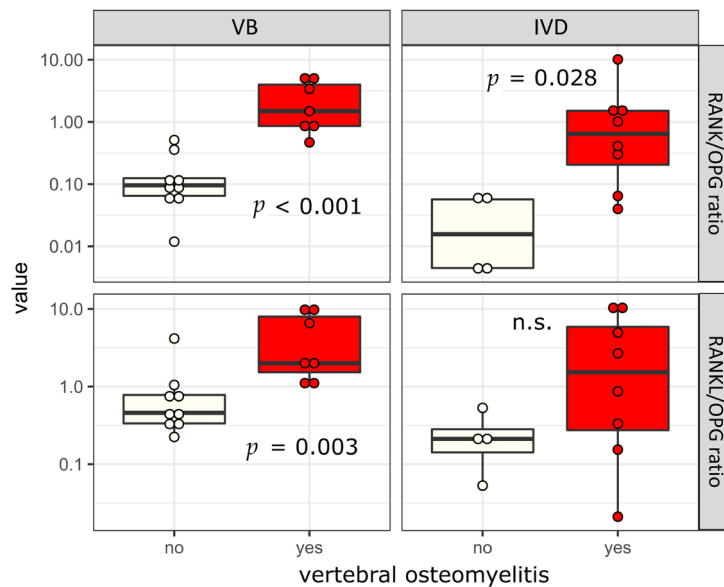 VB
IVD
10.00
1.00
0.10
0.01
p < 0.001
p = 0.028
RANK/OPG ratio
value
10.0
1.0
0.1
p = 0.003
n.s.
RANKL/OPG ratio
no
yes
no
yes
vertebral osteomyelitis